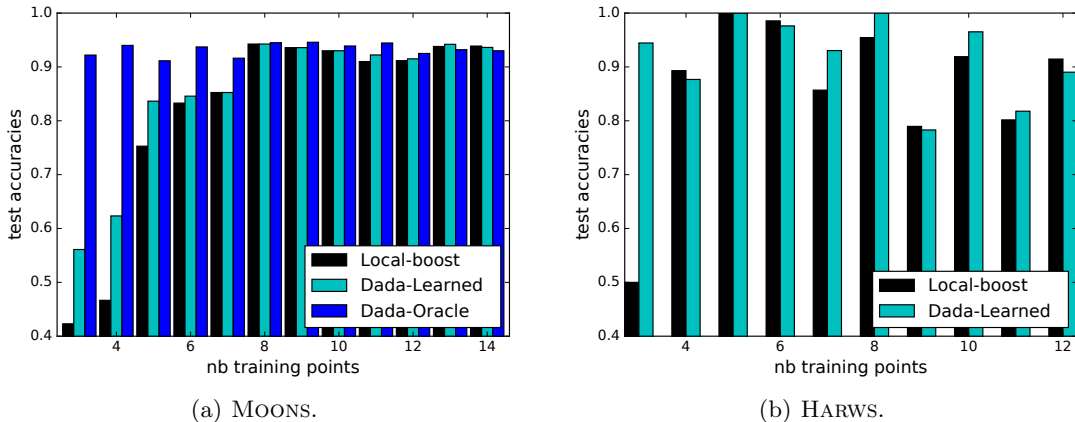 1.0
0.9
0.8
0.7
0.6
0.5
0.4
test accuracies
4 6 8 10 12 14
nb training points
Local-boost
Dada-Learned
Dada-Oracle
(a) Moons.
1.0
0.9
0.8
0.7
0.6
0.5
0.4
test accuracies
4 6 8 10 12
nb training points
Local-boost
Dada-Learned
(b) Harws.